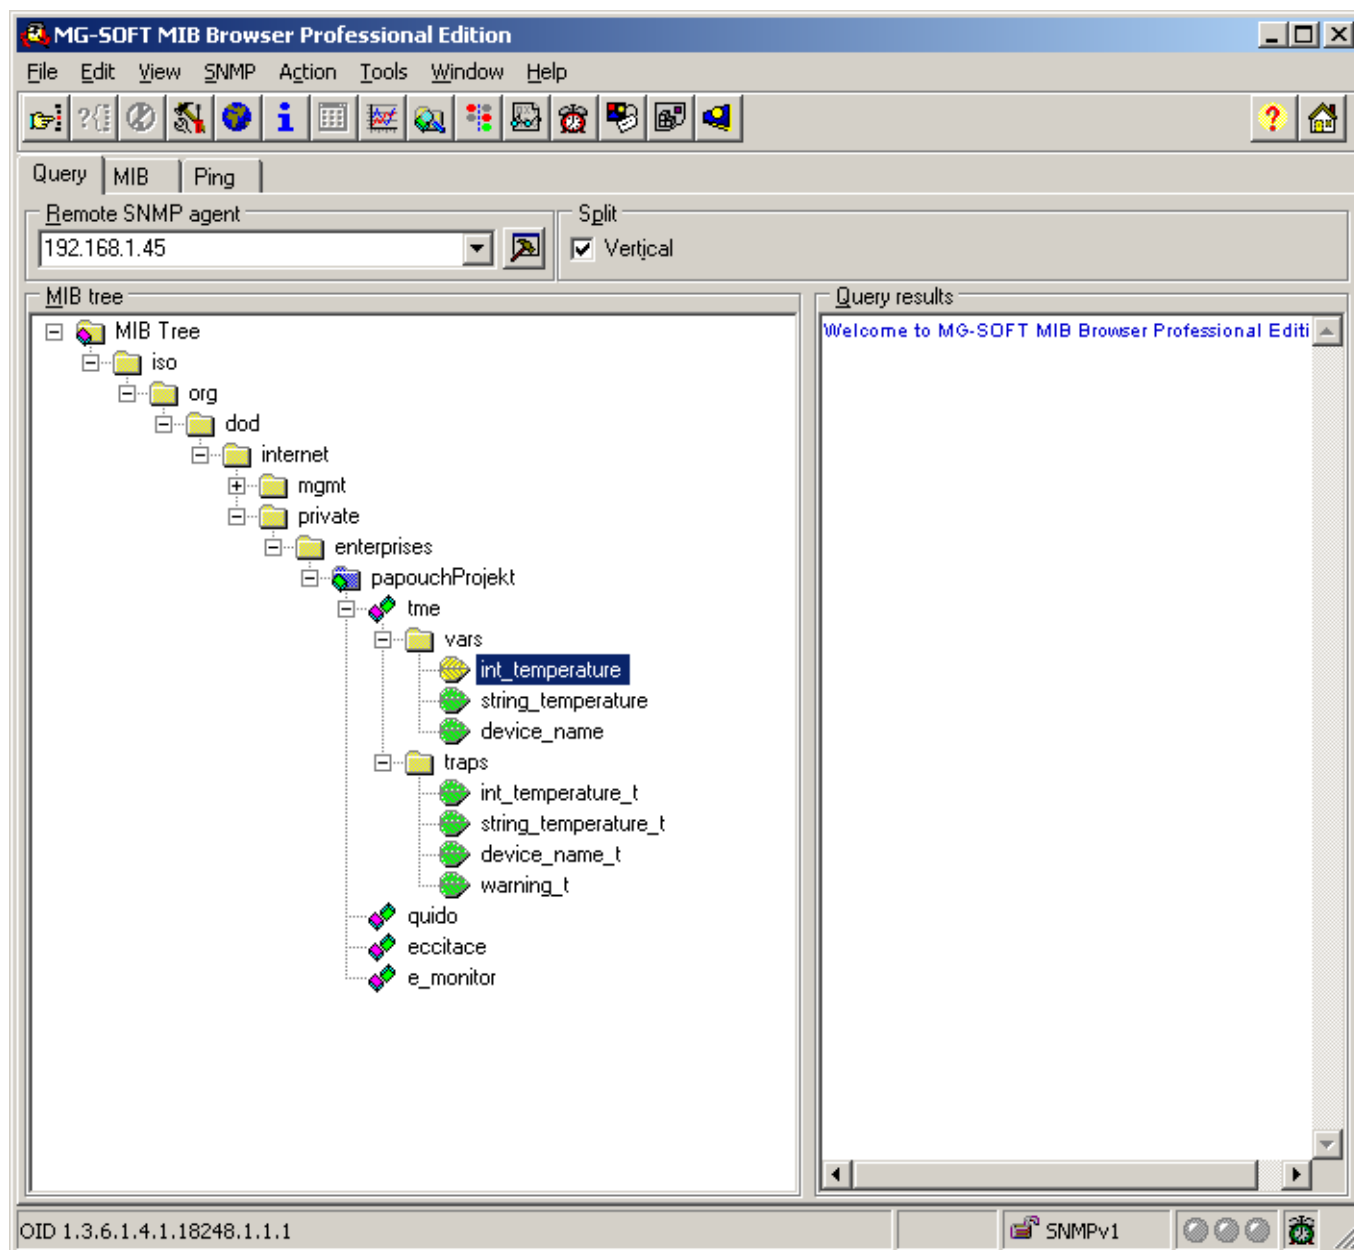 MG-SOFT MIB Browser Professional Edition
File Edit View SNMP Action Tools Window Help
Query MIB Ping
Remote SNMP agent
192.168.1.45
Split
Vertical
MIB tree
MIB Tree
iso
org
dod
internet
mgmt
private
enterprises
papouchProjekt
tme
vars
int_temperature
string_temperature
device_name
traps
int_temperature_t
string_temperature_t
device_name_t
warning_t
quido
eccitace
e_monitor
Query results
Welcome to MG-SOFT MIB Browser Professional Editi
OID 1.3.6.1.4.1.18248.1.1.1
SNMPv1